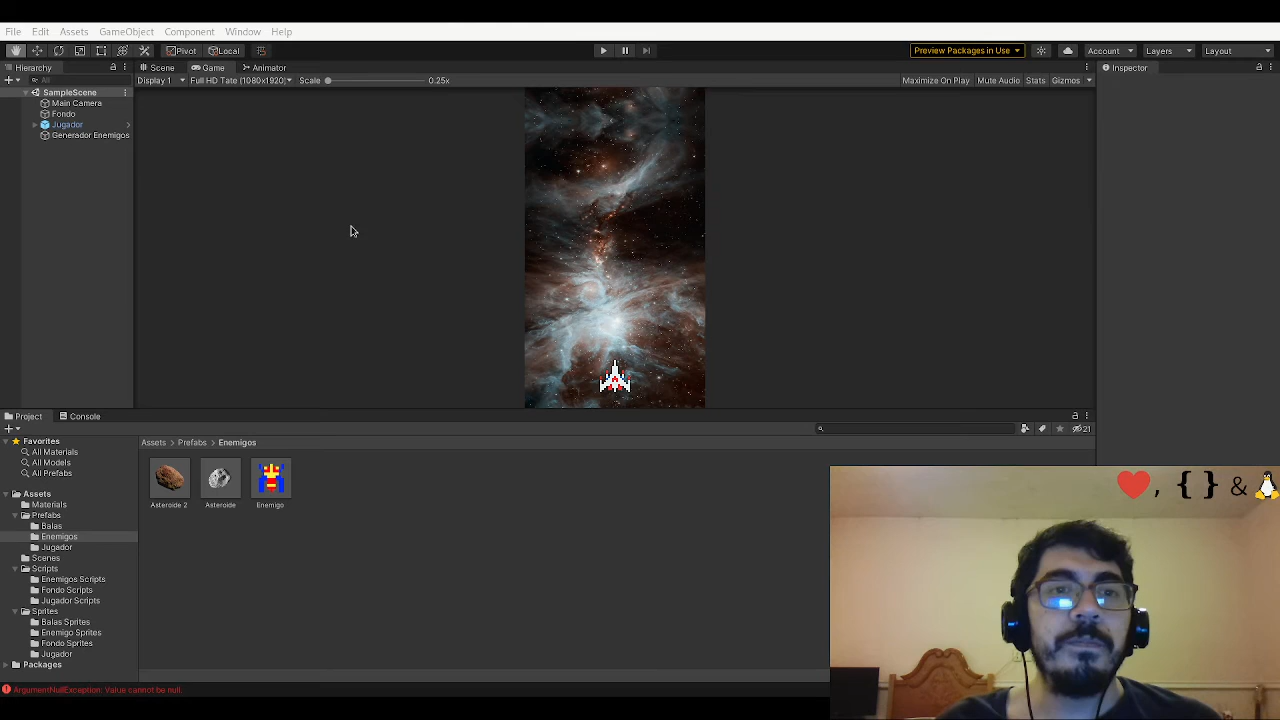 File Edit Assets GameObject Component Window Help
Pivot Local Preview Packages in Use Account Layers Layout
Hierarchy Scene Game Animator Inspector
All Display 1 Full HD Tate (1080x1920) Scale 0.25x Maximize On Play Mute Audio Stats Gizmos
SampleScene
Main Camera
Fondo
Jugador
Generador Enemigos
Project Console
21
Favorites
All Materials
All Models
All Prefabs
Assets > Prefabs > Enemigos
Asteroide 2 Asteroide Enemigo
Assets
Materials
Prefabs
Balas
Enemigos
Jugador
Scenes
Scripts
Enemigos Scripts
Fondo Scripts
Jugador Scripts
Sprites
Balas Sprites
Enemigo Sprites
Fondo Sprites
Jugador
Packages
, { } &
ArgumentNullException: Value cannot be null.